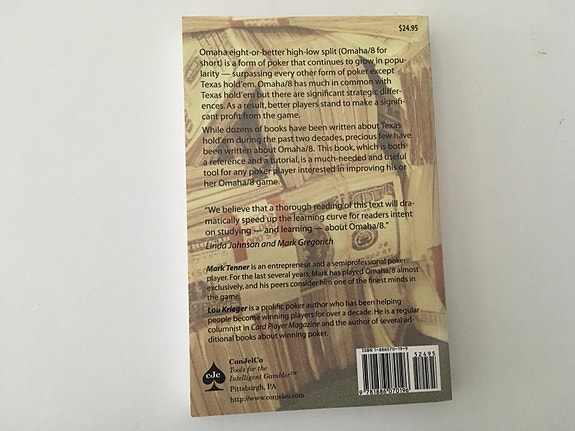 $24.95
Omaha eight-or-better high-low split (Omaha/8 for
short) is a form of poker that continues to grow in popu-
larity — surpassing every other form of poker except
Texas hold'em. Omaha/8 has much in common with
Texas hold'em but there are significant strategic differ-
ences. As a result, better players stand to make a signifi-
cant profit from the game.
While dozens of books have been written about Texas
hold'em during the past two decades, precious few have
been written about Omaha/8. This book, which is both
a reference and a tutorial, is a much-needed and useful
tool for any poker player interested in improving his or
her Omaha/8 game.
“We believe that a thorough reading of this text will dra-
matically speed up the learning curve for readers intent
on studying — and learning — about Omaha/8.”
Linda Johnson and Mark Gregorich
Mark Tenner is an entrepreneur and a semiprofessional poker
player. For the last several years, Mark has played Omaha/8 almost
exclusively, and his peers consider him one of the finest minds in
the game.
Lou Krieger is a prolific poker author who has been helping
people become winning players for over a decade. He is a regular
columnist in Card Player Magazine and the author of several ad-
ditional books about winning poker.
cJc
ConJelCo
Tools for the
Intelligent Gambler™
Pittsburgh, PA
http://www.conjelco.com
ISBN 1-886070-19-9
52495
9 781886 070196